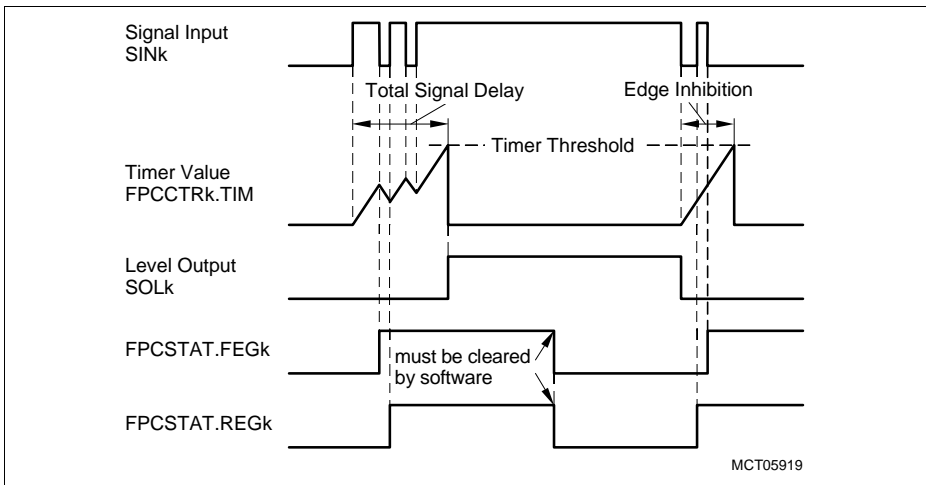 Signal Input
SINk
Total Signal Delay
Edge Inhibition
Timer Threshold
Timer Value
FPCCTRk.TIM
Level Output
SOLk
FPCSTAT.FEGk
must be cleared
by software
FPCSTAT.REGk
MCT05919